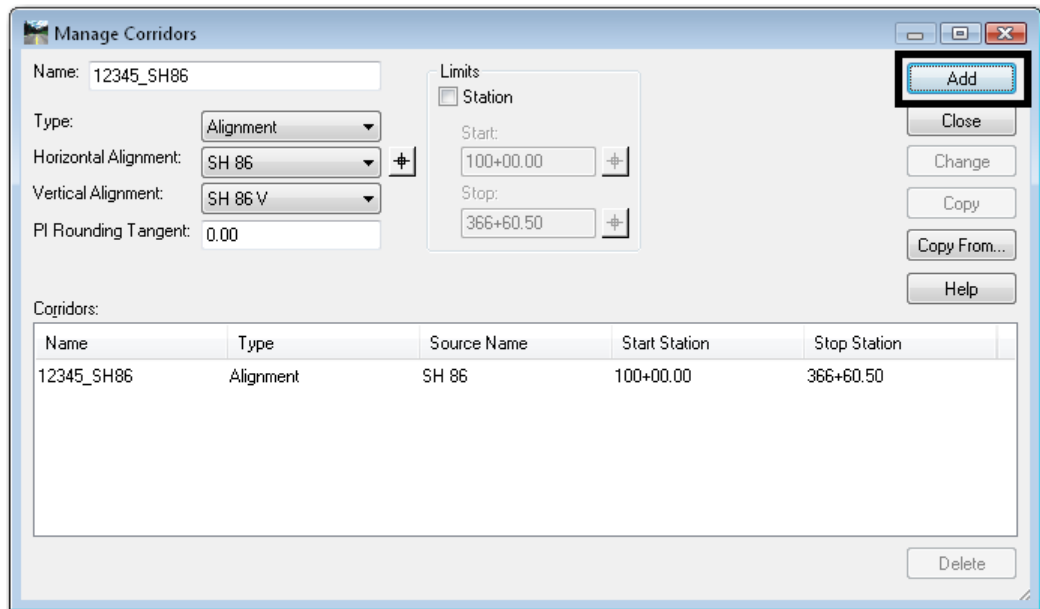 Manage Corridors
Name: 12345_SH86
Type: Alignment
Horizontal Alignment: SH 86
Vertical Alignment: SH 86 V
PI Rounding Tangent: 0.00
Limits
Station
Start:
100+00.00
Stop:
366+60.50
Add
Close
Change
Copy
Copy From...
Help
Corridors:
Name Type Source Name Start Station Stop Station
12345_SH86 Alignment SH 86 100+00.00 366+60.50
Delete